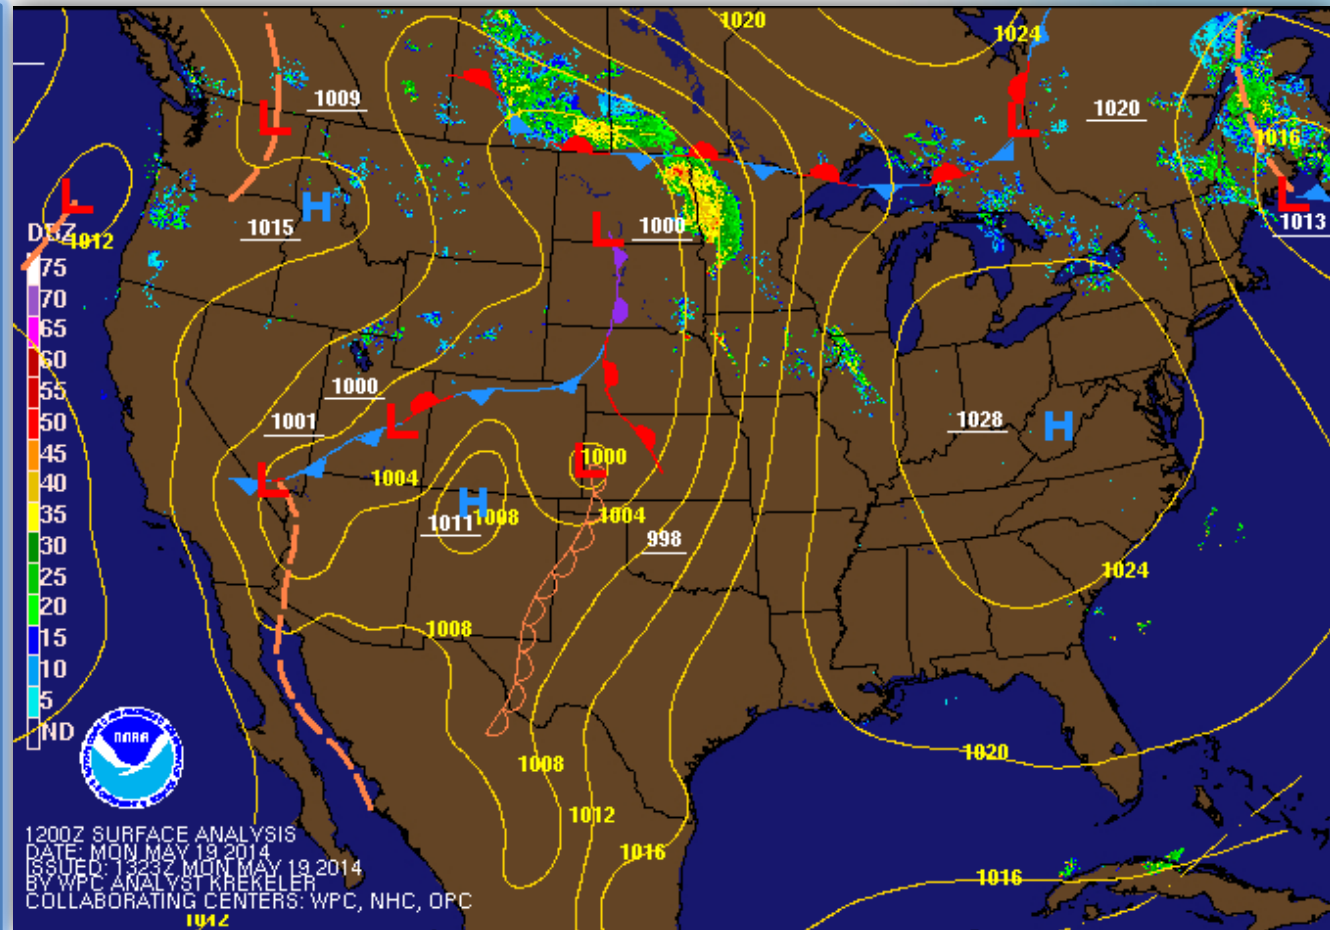 1020
1024
1009
1020
1016
1015
1000
1013
DBZ
1012
75
70
65
60
55
50
45
40
35
30
25
20
15
10
5
ND
H
L
L
L
L
L
1000
1001
L
1028
H
L
L
1000
1004
H
1011
1008
1004
998
1024
1008
1020
1008
1012
1016
1016
NOAA
1200Z SURFACE ANALYSIS
DATE: MON MAY 19 2014
ISSUED: 1323Z MON MAY 19 2014
BY WPC ANALYST KREKELER
COLLABORATING CENTERS: WPC, NHC, OPC
1012